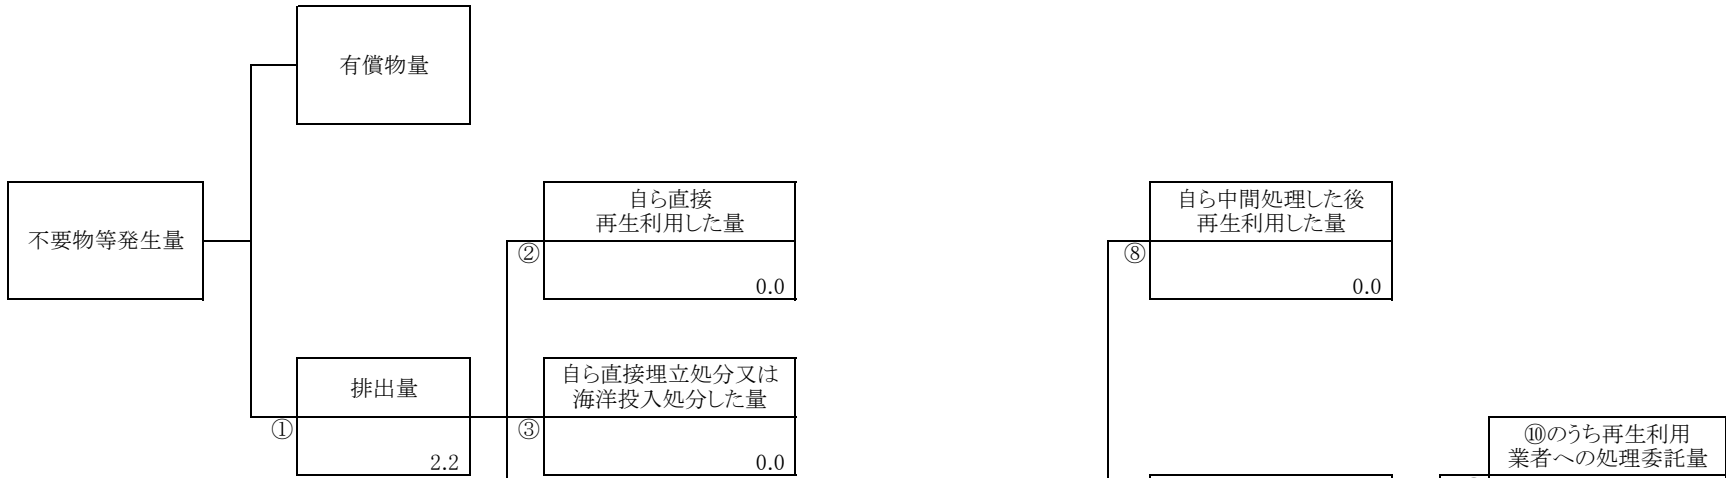 有償物量
不要物等発生量
自ら直接
再生利用した量
②
0.0
自ら中間処理した後
再生利用した量
⑧
0.0
排出量
①
2.2
自ら直接埋立処分又は
海洋投入処分した量
③
0.0
⑩のうち再生利用
業者への処理委託量